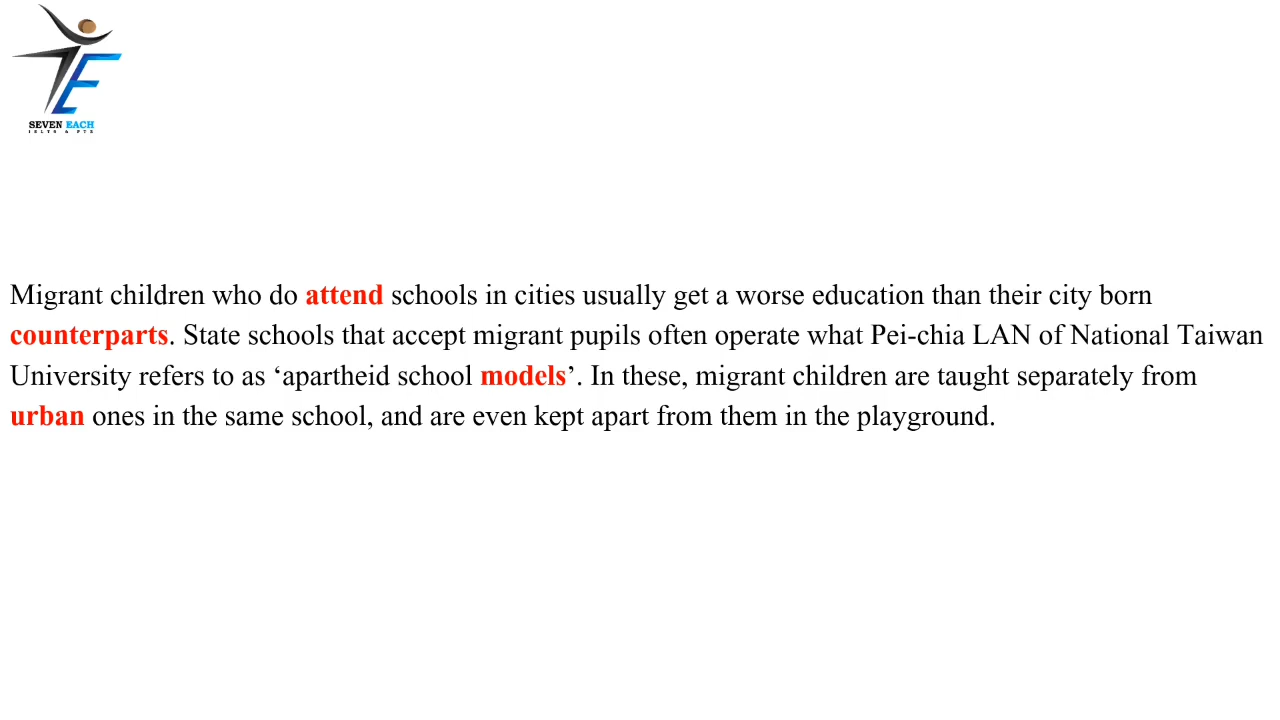 SEVEN EACH
IELTS & PTE
Migrant children who do attend schools in cities usually get a worse education than their city born
counterparts. State schools that accept migrant pupils often operate what Pei-chia LAN of National Taiwan
University refers to as ‘apartheid school models’. In these, migrant children are taught separately from
urban ones in the same school, and are even kept apart from them in the playground.